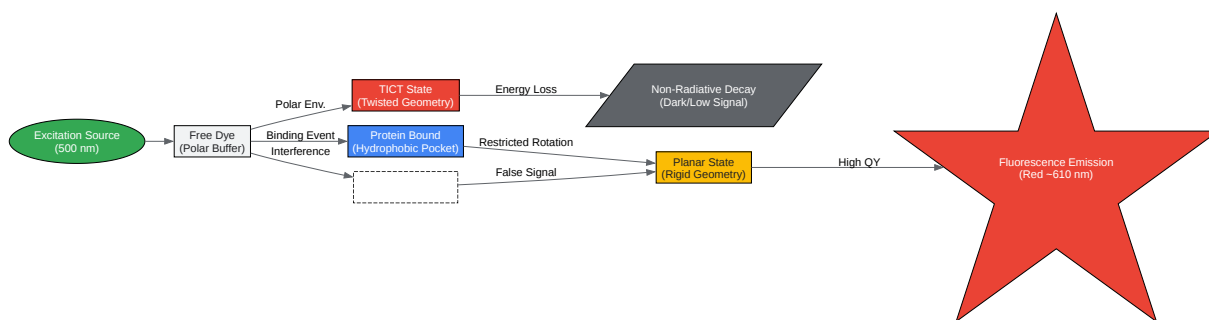 Excitation Source
(500 nm)
Free Dye
(Polar Buffer)
Polar Env.
Binding Event
Interference
TICT State
(Twisted Geometry)
Protein Bound
(Hydrophobic Pocket)
Energy Loss
Restricted Rotation
False Signal
Non-Radiative Decay
(Dark/Low Signal)
Planar State
(Rigid Geometry)
High QY
Fluorescence Emission
(Red ~610 nm)